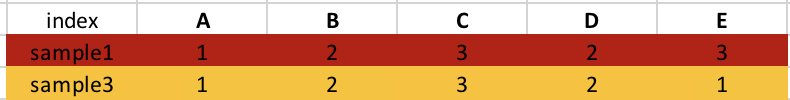 index A B C D E
sample1 1 2 3 2 3
sample3 1 2 3 2 1